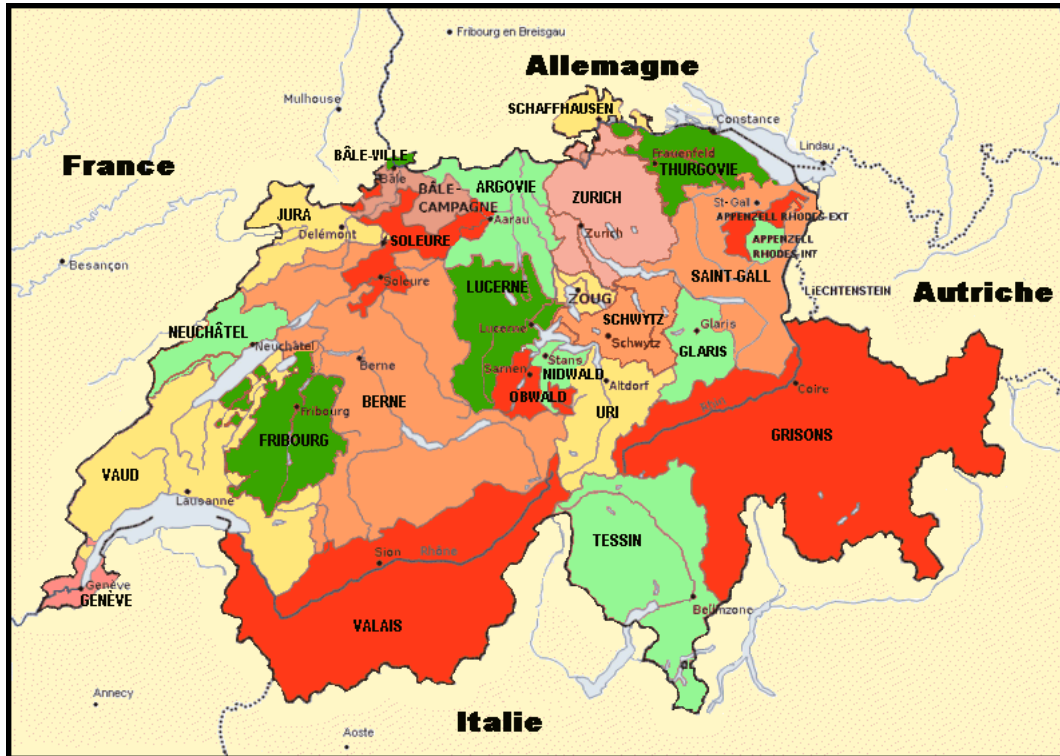 Fribourg en Breisgau
Allemagne
Mulhouse
SCHAFFHAUSEN
Constance
Lindau
France
BÂLE-VILLE
Bâle
Frauenfeld
THURGOVIE
BÂLE-
CAMPAGNE
ARGOVIE
ZURICH
St-Gal
APPENZELL RHODES-EXT
JURA
Delémont
SOLEURE
Aarau
Zurich
APPENZELL
RHODES-INT
Besançon
Soleure
LUCERNE
ZOUG
SAINT-GALL
LIECHTENSTEIN
Autriche
NEUCHÂTEL
Neuchâtel
Lucerne
SCHWYTZ
Schwytz
Glaris
GLARIS
Berne
Stans
Sarnen
NIDWALD
Altdorf
Coire
BERNE
OBWALD
URI
Rhin
Fribourg
FRIBOURG
GRISONS
VAUD
Lausanne
TESSIN
Sion
Rhône
Genève
GENÈVE
Bellinzone
VALAIS
Annecy
Italie
Aoste